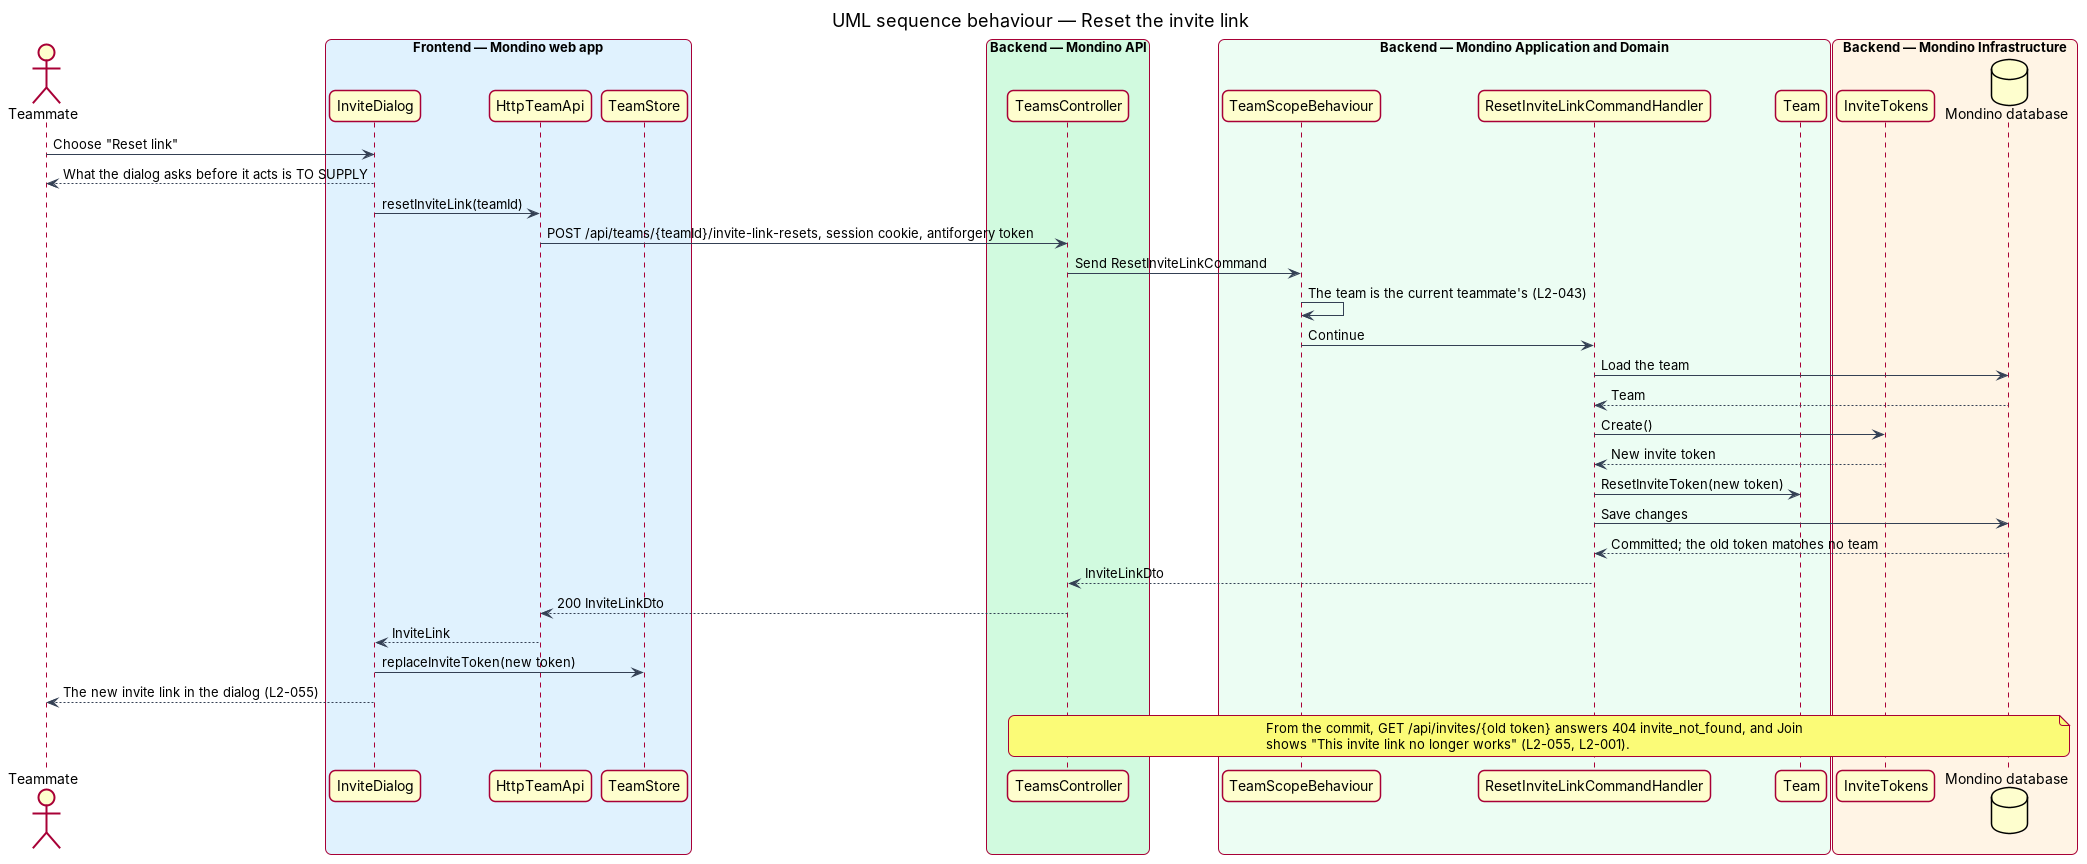 UML sequence behaviour — Reset the invite link
Frontend — Mondino web app
Backend — Mondino API
Backend — Mondino Application and Domain
Backend — Mondino Infrastructure
Teammate
InviteDialog
HttpTeamApi
TeamStore
TeamsController
TeamScopeBehaviour
ResetInviteLinkCommandHandler
Team
InviteTokens
Mondino database
Choose "Reset link"
What the dialog asks before it acts is TO SUPPLY
resetInviteLink(teamId)
POST /api/teams/{teamId}/invite-link-resets, session cookie, antiforgery token
Send ResetInviteLinkCommand
The team is the current teammate's (L2-043)
Continue
Load the team
Team
Create()
New invite token
ResetInviteToken(new token)
Save changes
Committed; the old token matches no team
InviteLinkDto
200 InviteLinkDto
InviteLink
replaceInviteToken(new token)
The new invite link in the dialog (L2-055)
From the commit, GET /api/invites/{old token} answers 404 invite_not_found, and Join
shows "This invite link no longer works" (L2-055, L2-001).
Teammate
InviteDialog
HttpTeamApi
TeamStore
TeamsController
TeamScopeBehaviour
ResetInviteLinkCommandHandler
Team
InviteTokens
Mondino database